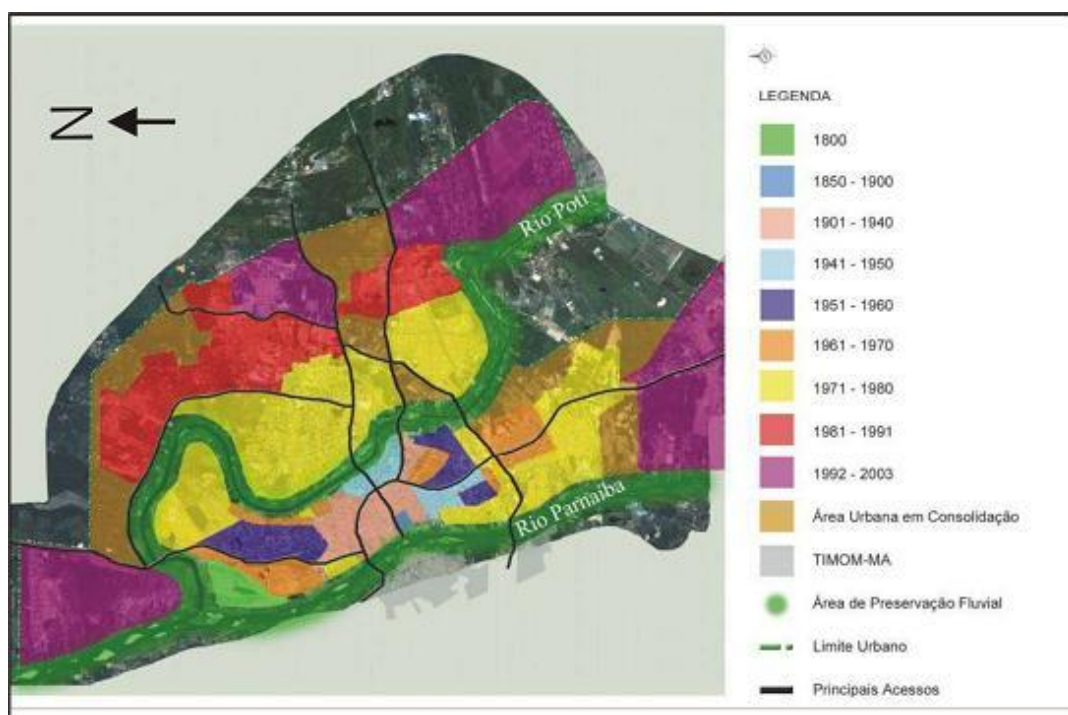 N
LEGENDA
1800
1850 - 1900
1901 - 1940
1941 - 1950
1951 - 1960
1961 - 1970
1971 - 1980
1981 - 1991
1992 - 2003
Área Urbana em Consolidação
TIMOM-MA
Área de Preservação Fluvial
Limite Urbano
Principais Acessos
Rio Poti
Rio Parnaiba